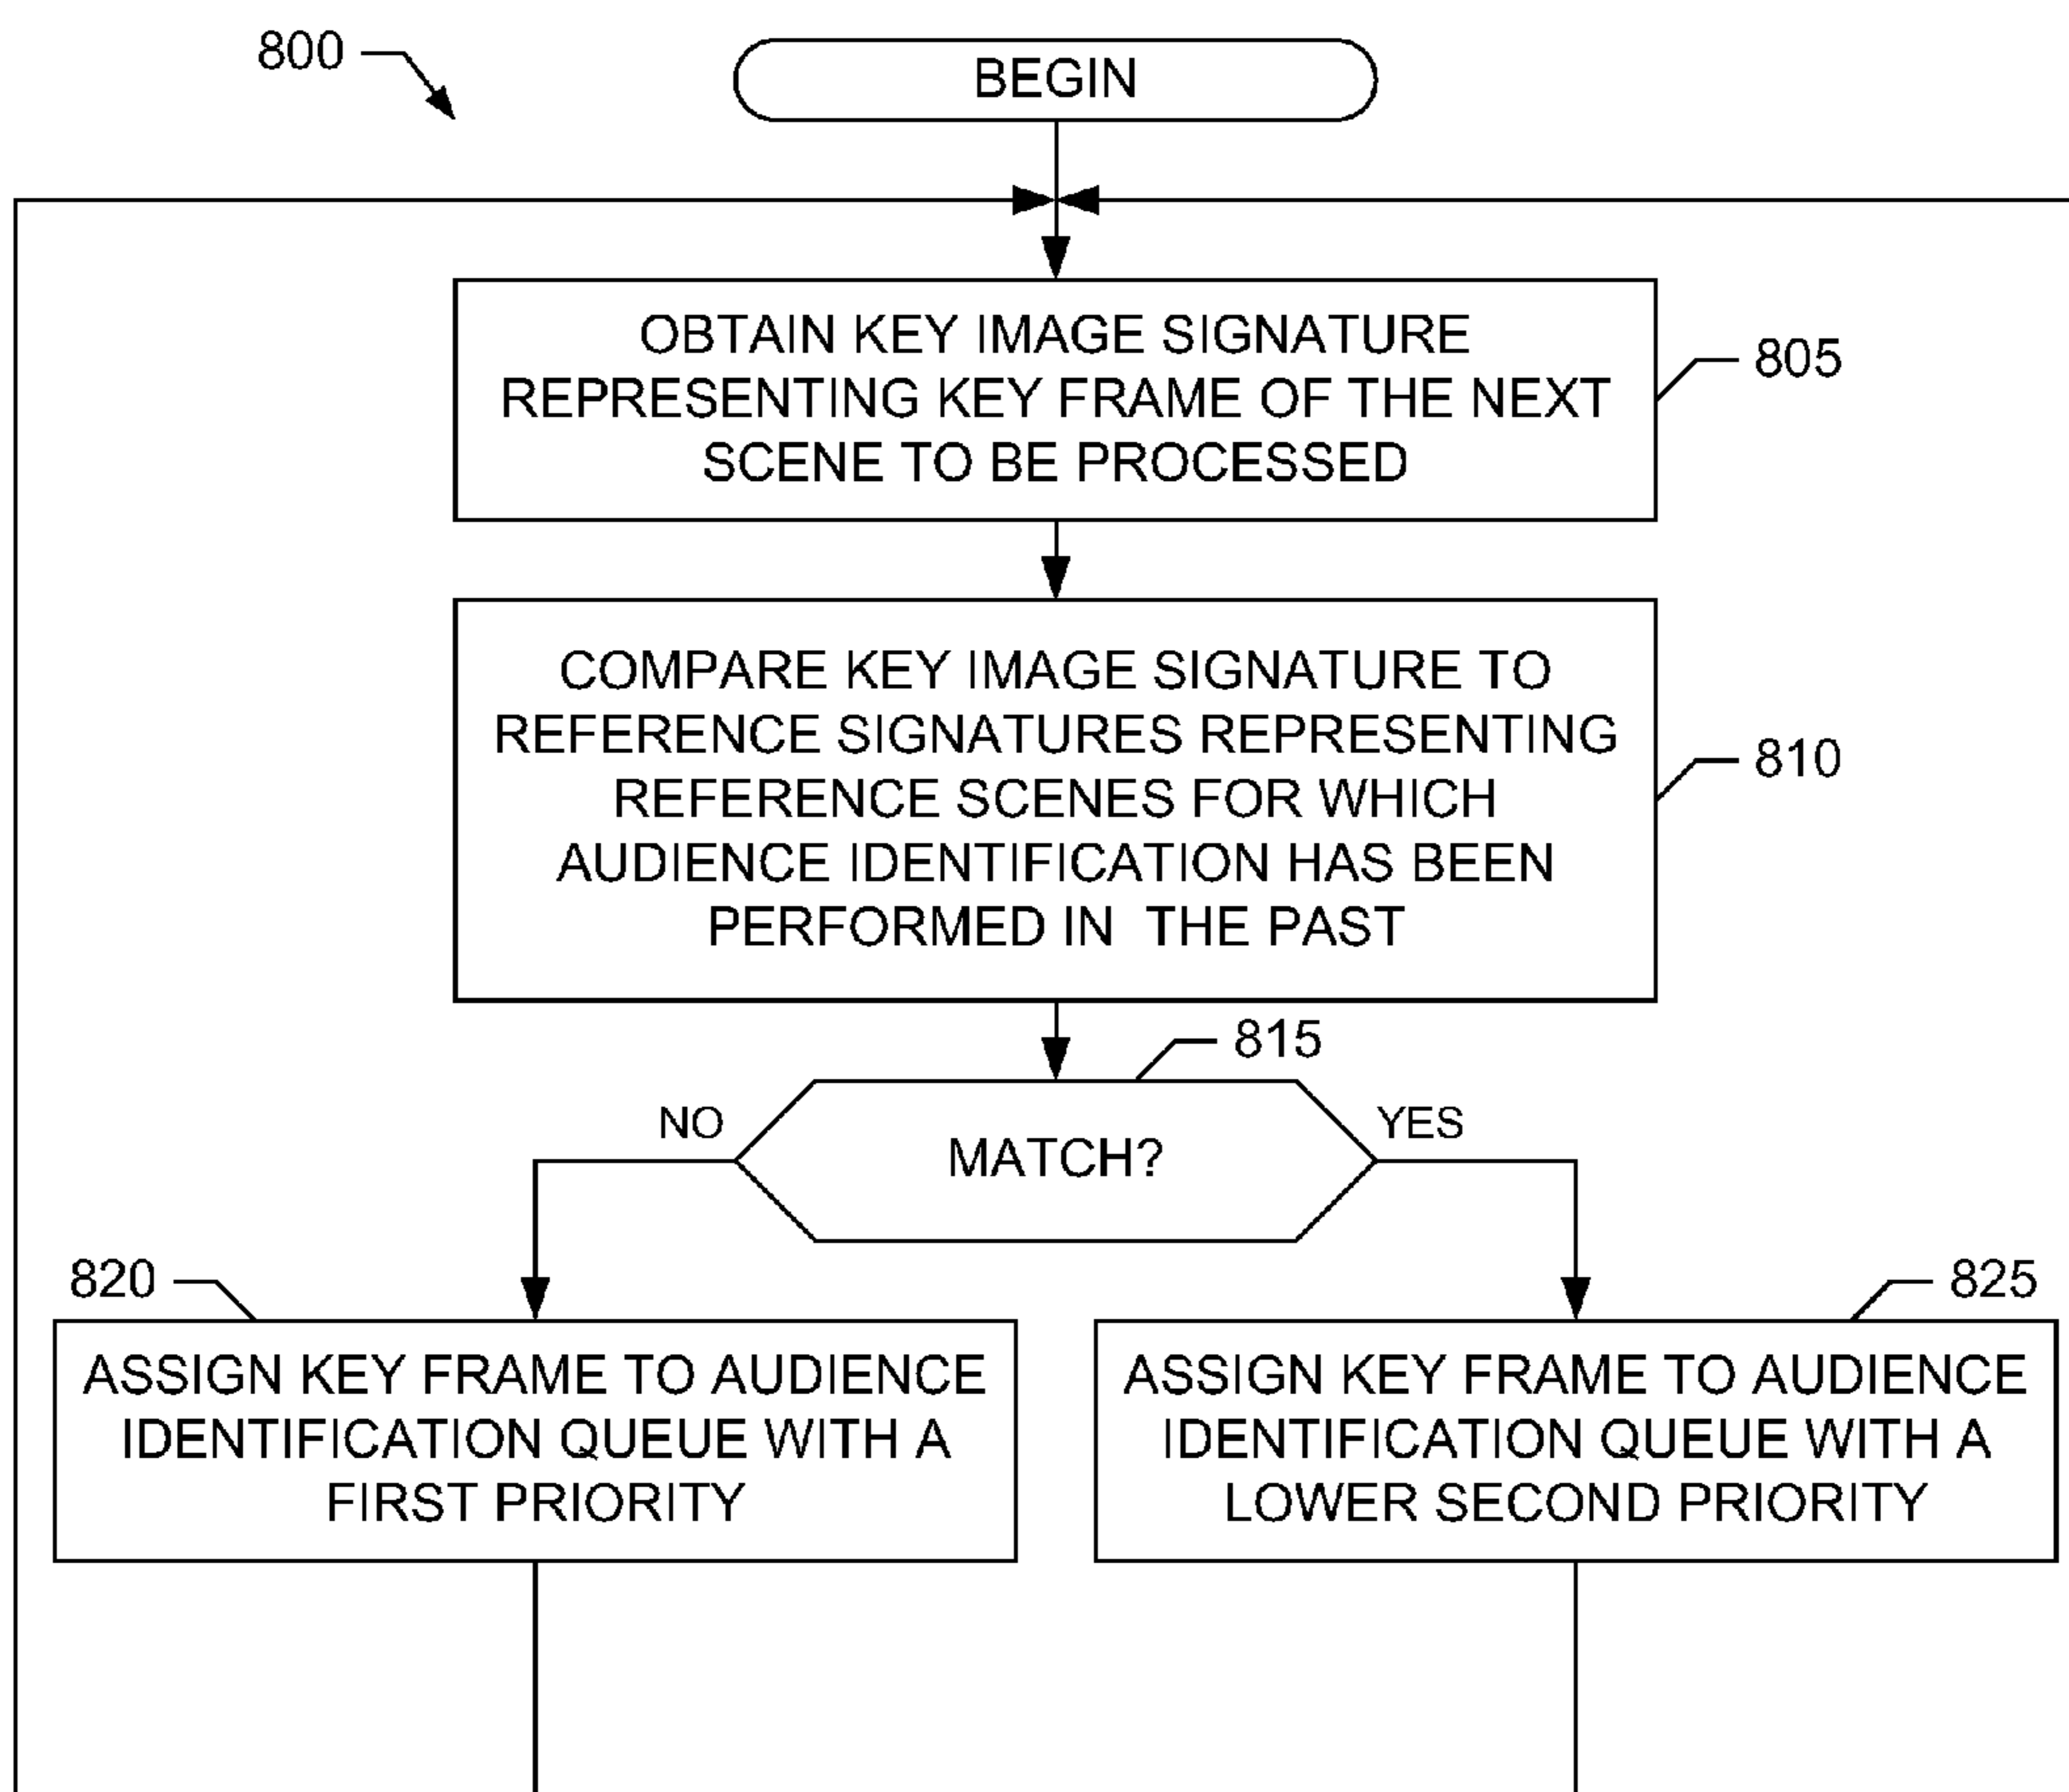 800
BEGIN
OBTAIN KEY IMAGE SIGNATURE
REPRESENTING KEY FRAME OF THE NEXT
SCENE TO BE PROCESSED
805
COMPARE KEY IMAGE SIGNATURE TO
REFERENCE SIGNATURES REPRESENTING
REFERENCE SCENES FOR WHICH
AUDIENCE IDENTIFICATION HAS BEEN
PERFORMED IN THE PAST
810
815
NO
MATCH?
YES
820
ASSIGN KEY FRAME TO AUDIENCE
IDENTIFICATION QUEUE WITH A
FIRST PRIORITY
825
ASSIGN KEY FRAME TO AUDIENCE
IDENTIFICATION QUEUE WITH A
LOWER SECOND PRIORITY